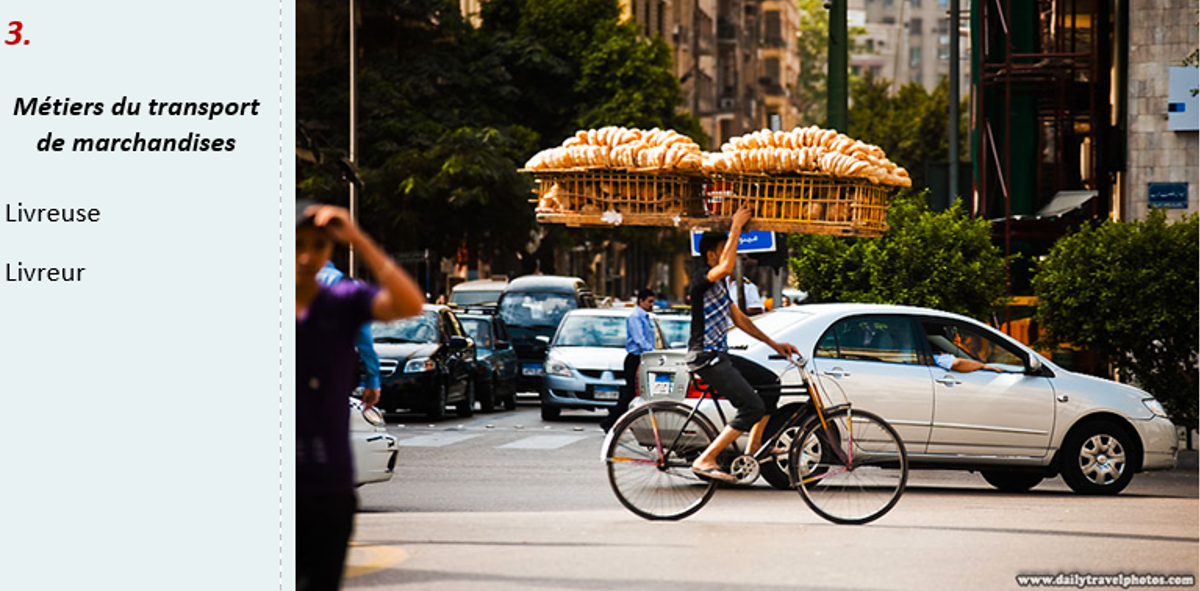 3.
Métiers du transport
de marchandises
Livreuse
Livreur
www.dailytravelphotos.com